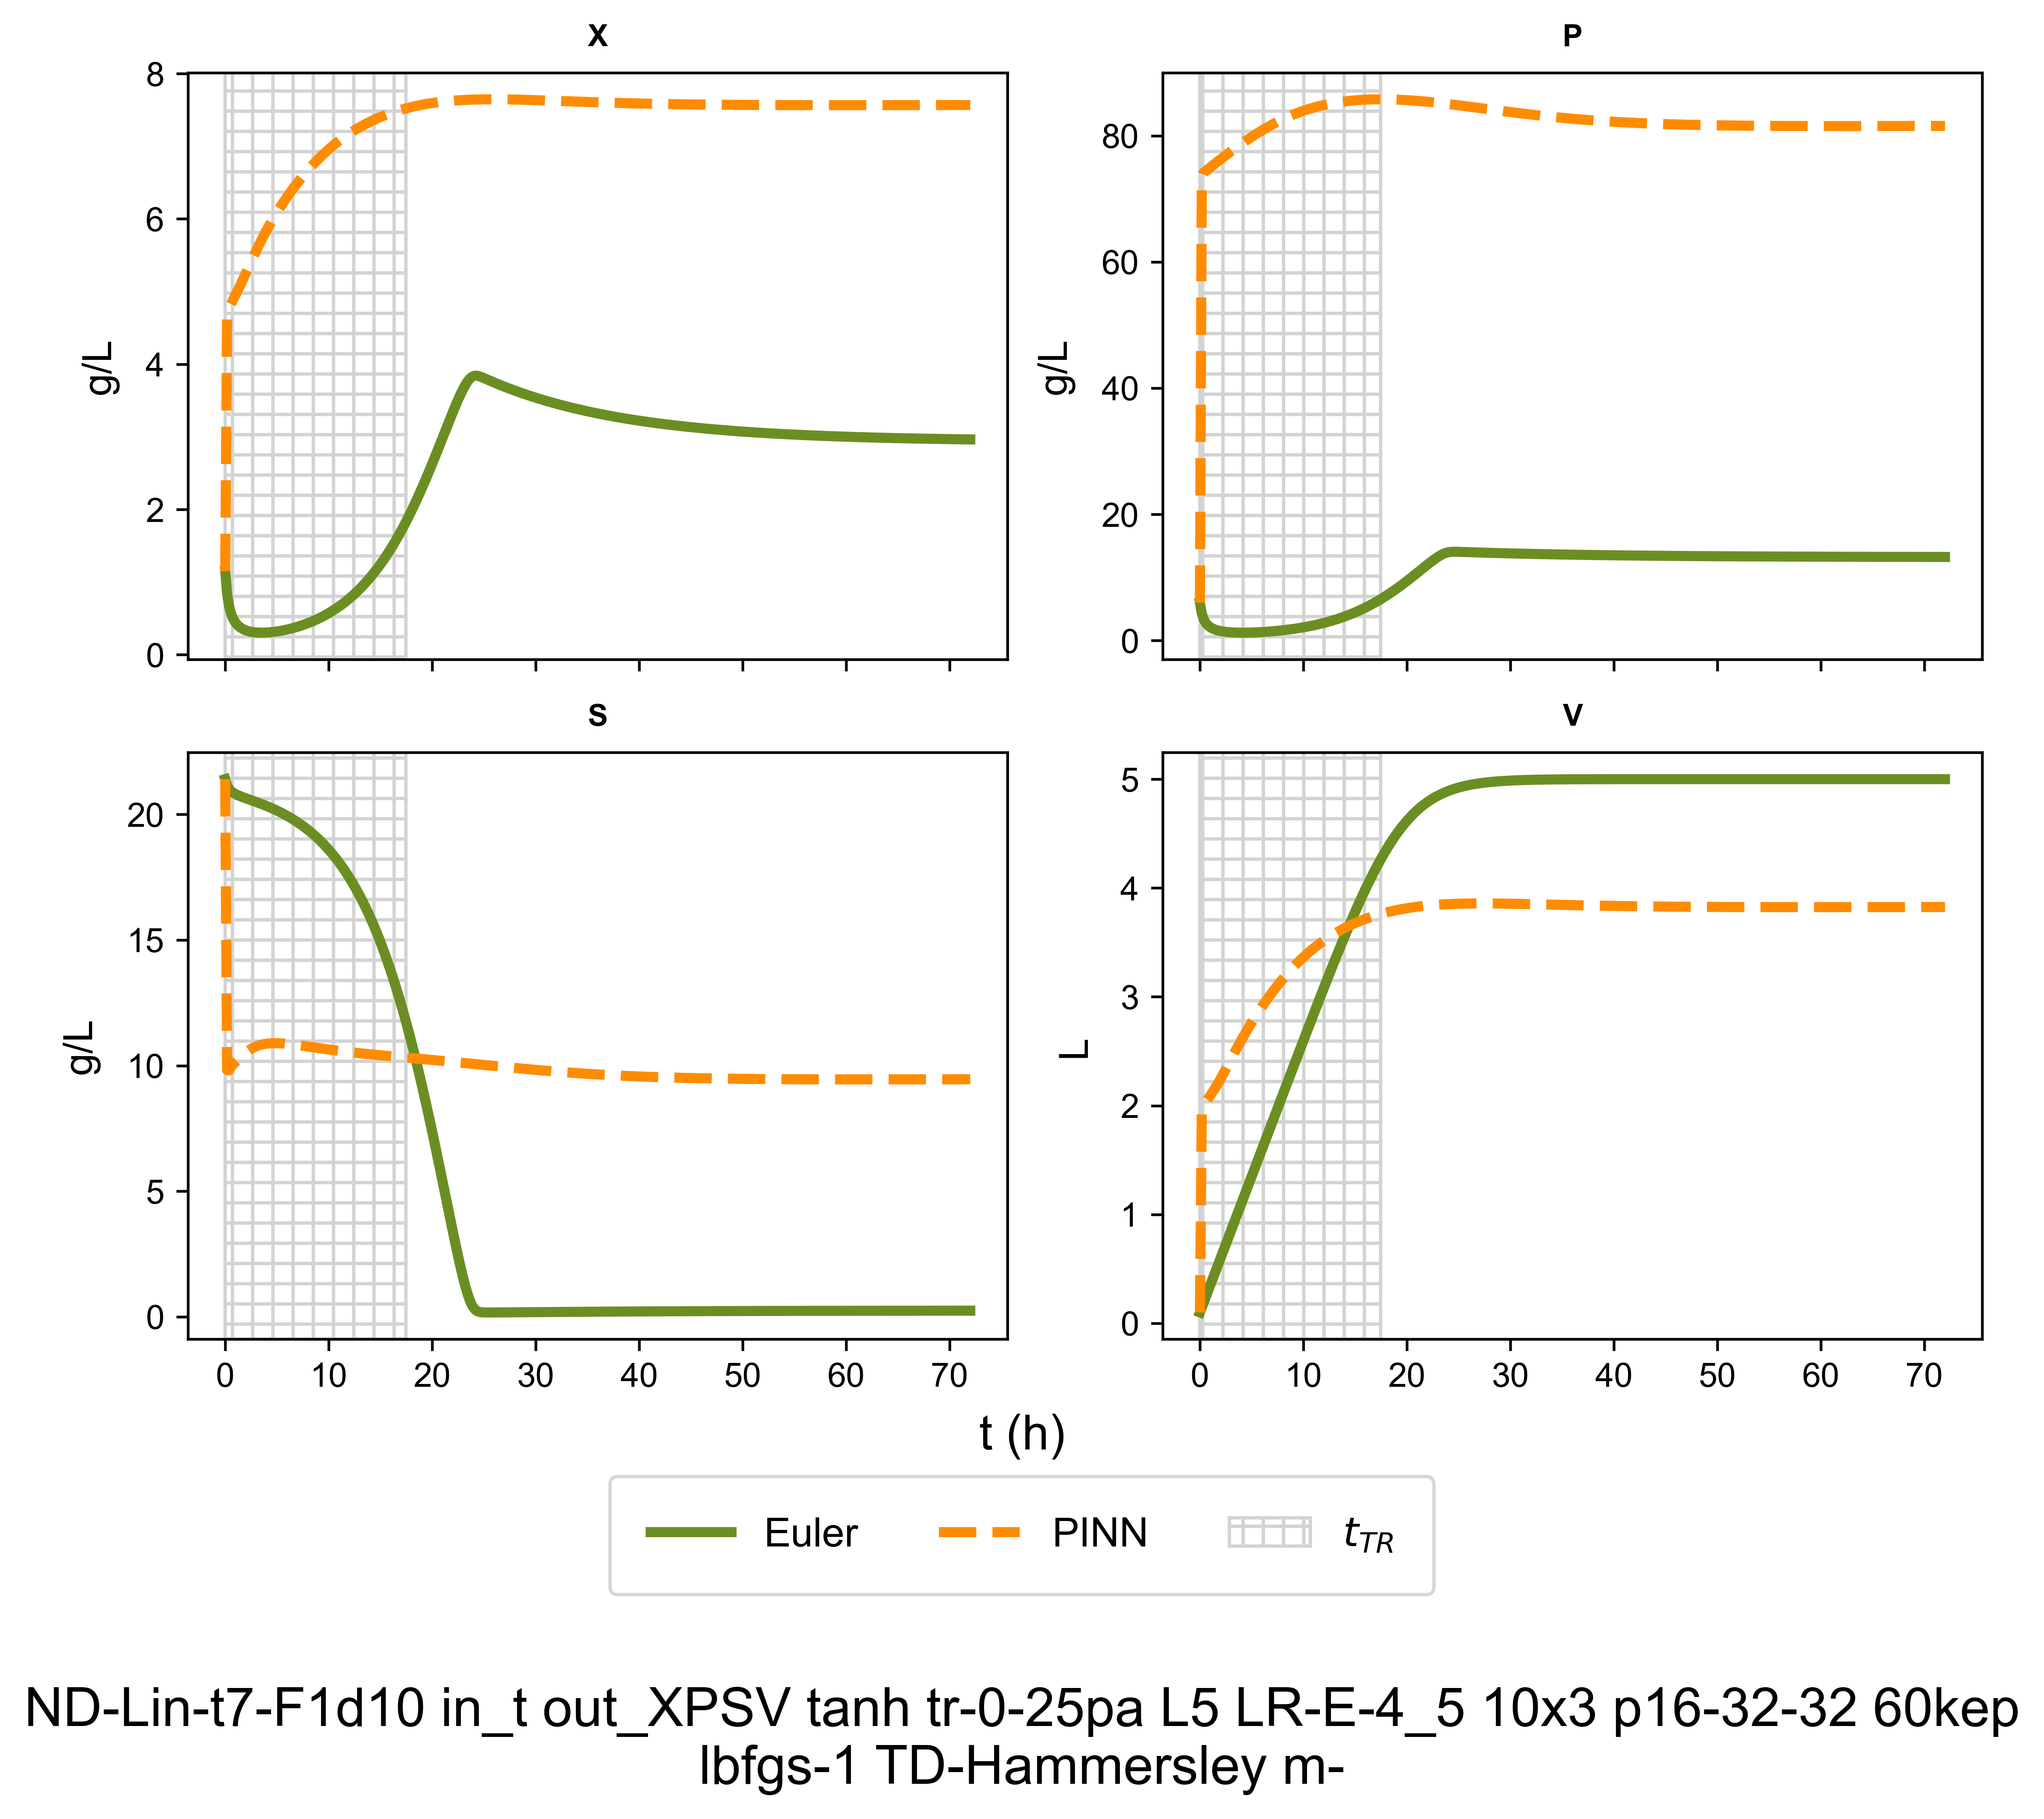 X
P
8
6
4
2
0
g/L
80
60
40
20
0
g/L
S
V
20
15
10
5
0
g/L
5
4
3
2
1
0
L
0 10 20 30 40 50 60 70
0 10 20 30 40 50 60 70
t (h)
Euler PINN t_TR
ND-Lin-t7-F1d10 in_t out_XPSV tanh tr-0-25pa L5 LR-E-4_5 10x3 p16-32-32 60kep
lbfgs-1 TD-Hammersley m-